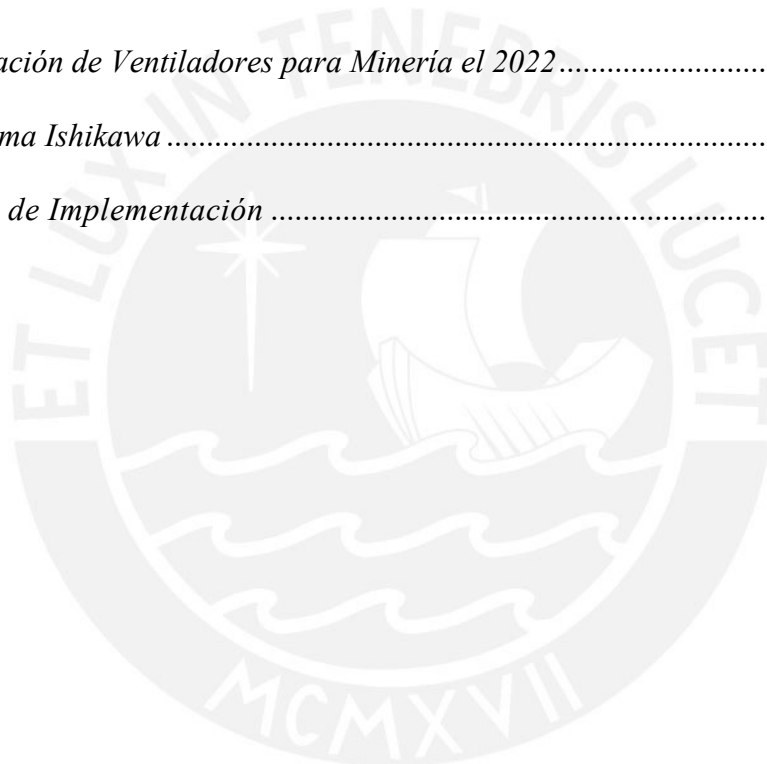 ación de Ventiladores para Minería el 2022.......................
ma Ishikawa.................................................................................
de Implementación...................................................................
ET LUX IN TENEBRIS LUCET
MCMXVII